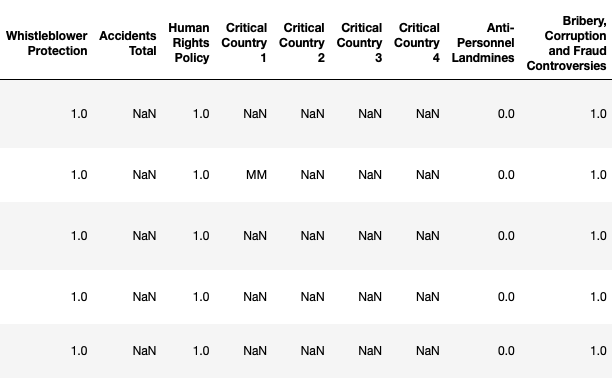 Whistleblower Protection Accidents Total Human Rights Policy Critical Country 1 Critical Country 2 Critical Country 3 Critical Country 4 Anti-Personnel Landmines Bribery, Corruption and Fraud Controversies
1.0 NaN 1.0 NaN NaN NaN NaN 0.0 1.0
1.0 NaN 1.0 MM NaN NaN NaN 0.0 1.0
1.0 NaN 1.0 NaN NaN NaN NaN 0.0 1.0
1.0 NaN 1.0 NaN NaN NaN NaN 0.0 1.0
1.0 NaN 1.0 NaN NaN NaN NaN 0.0 1.0